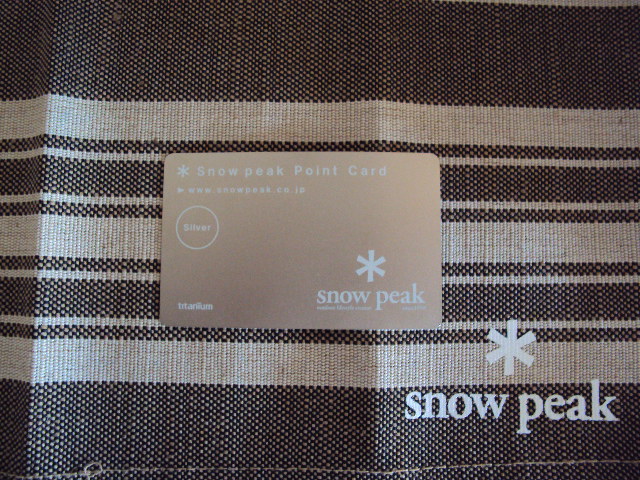 Snow peak Point Card
www.snowpeak.co.jp
Silver
snow peak
titanium
snow peak